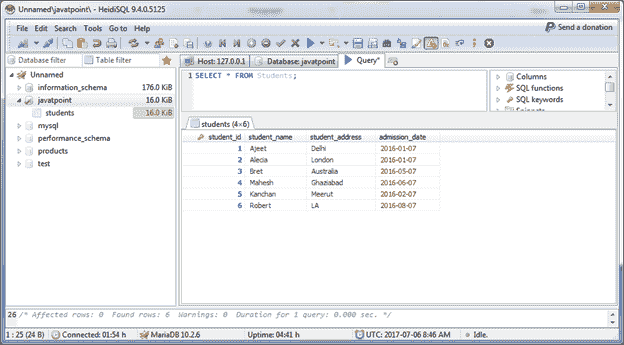 Unnamed\javatpoint\ - HeidiSQL 9.4.0.5125
File Edit Search Tools Go to Help
Send a donation
Database filter Table filter
Host: 127.0.0.1 Database: javatpoint Query*
Unnamed
information_schema 176.0 KiB
javatpoint 16.0 KiB
students 16.0 KiB
mysql
performance_schema
products
test
1 SELECT * FROM Students;
Columns
SQL functions
SQL keywords
students (4×6)
student_id student_name student_address admission_date
1 Ajeet Delhi 2016-01-07
2 Alecia London 2016-01-07
3 Bret Australia 2016-05-07
4 Mahesh Ghaziabad 2016-06-07
5 Kanchan Meerut 2016-02-07
6 Robert LA 2016-08-07
26 /* Affected rows: 0 Found rows: 6 Warnings: 0 Duration for 1 query: 0.000 sec. */
1 : 25 (24 B) Connected: 01:54 h MariaDB 10.2.6 Uptime: 04:41 h UTC: 2017-07-06 8:46 AM Idle.